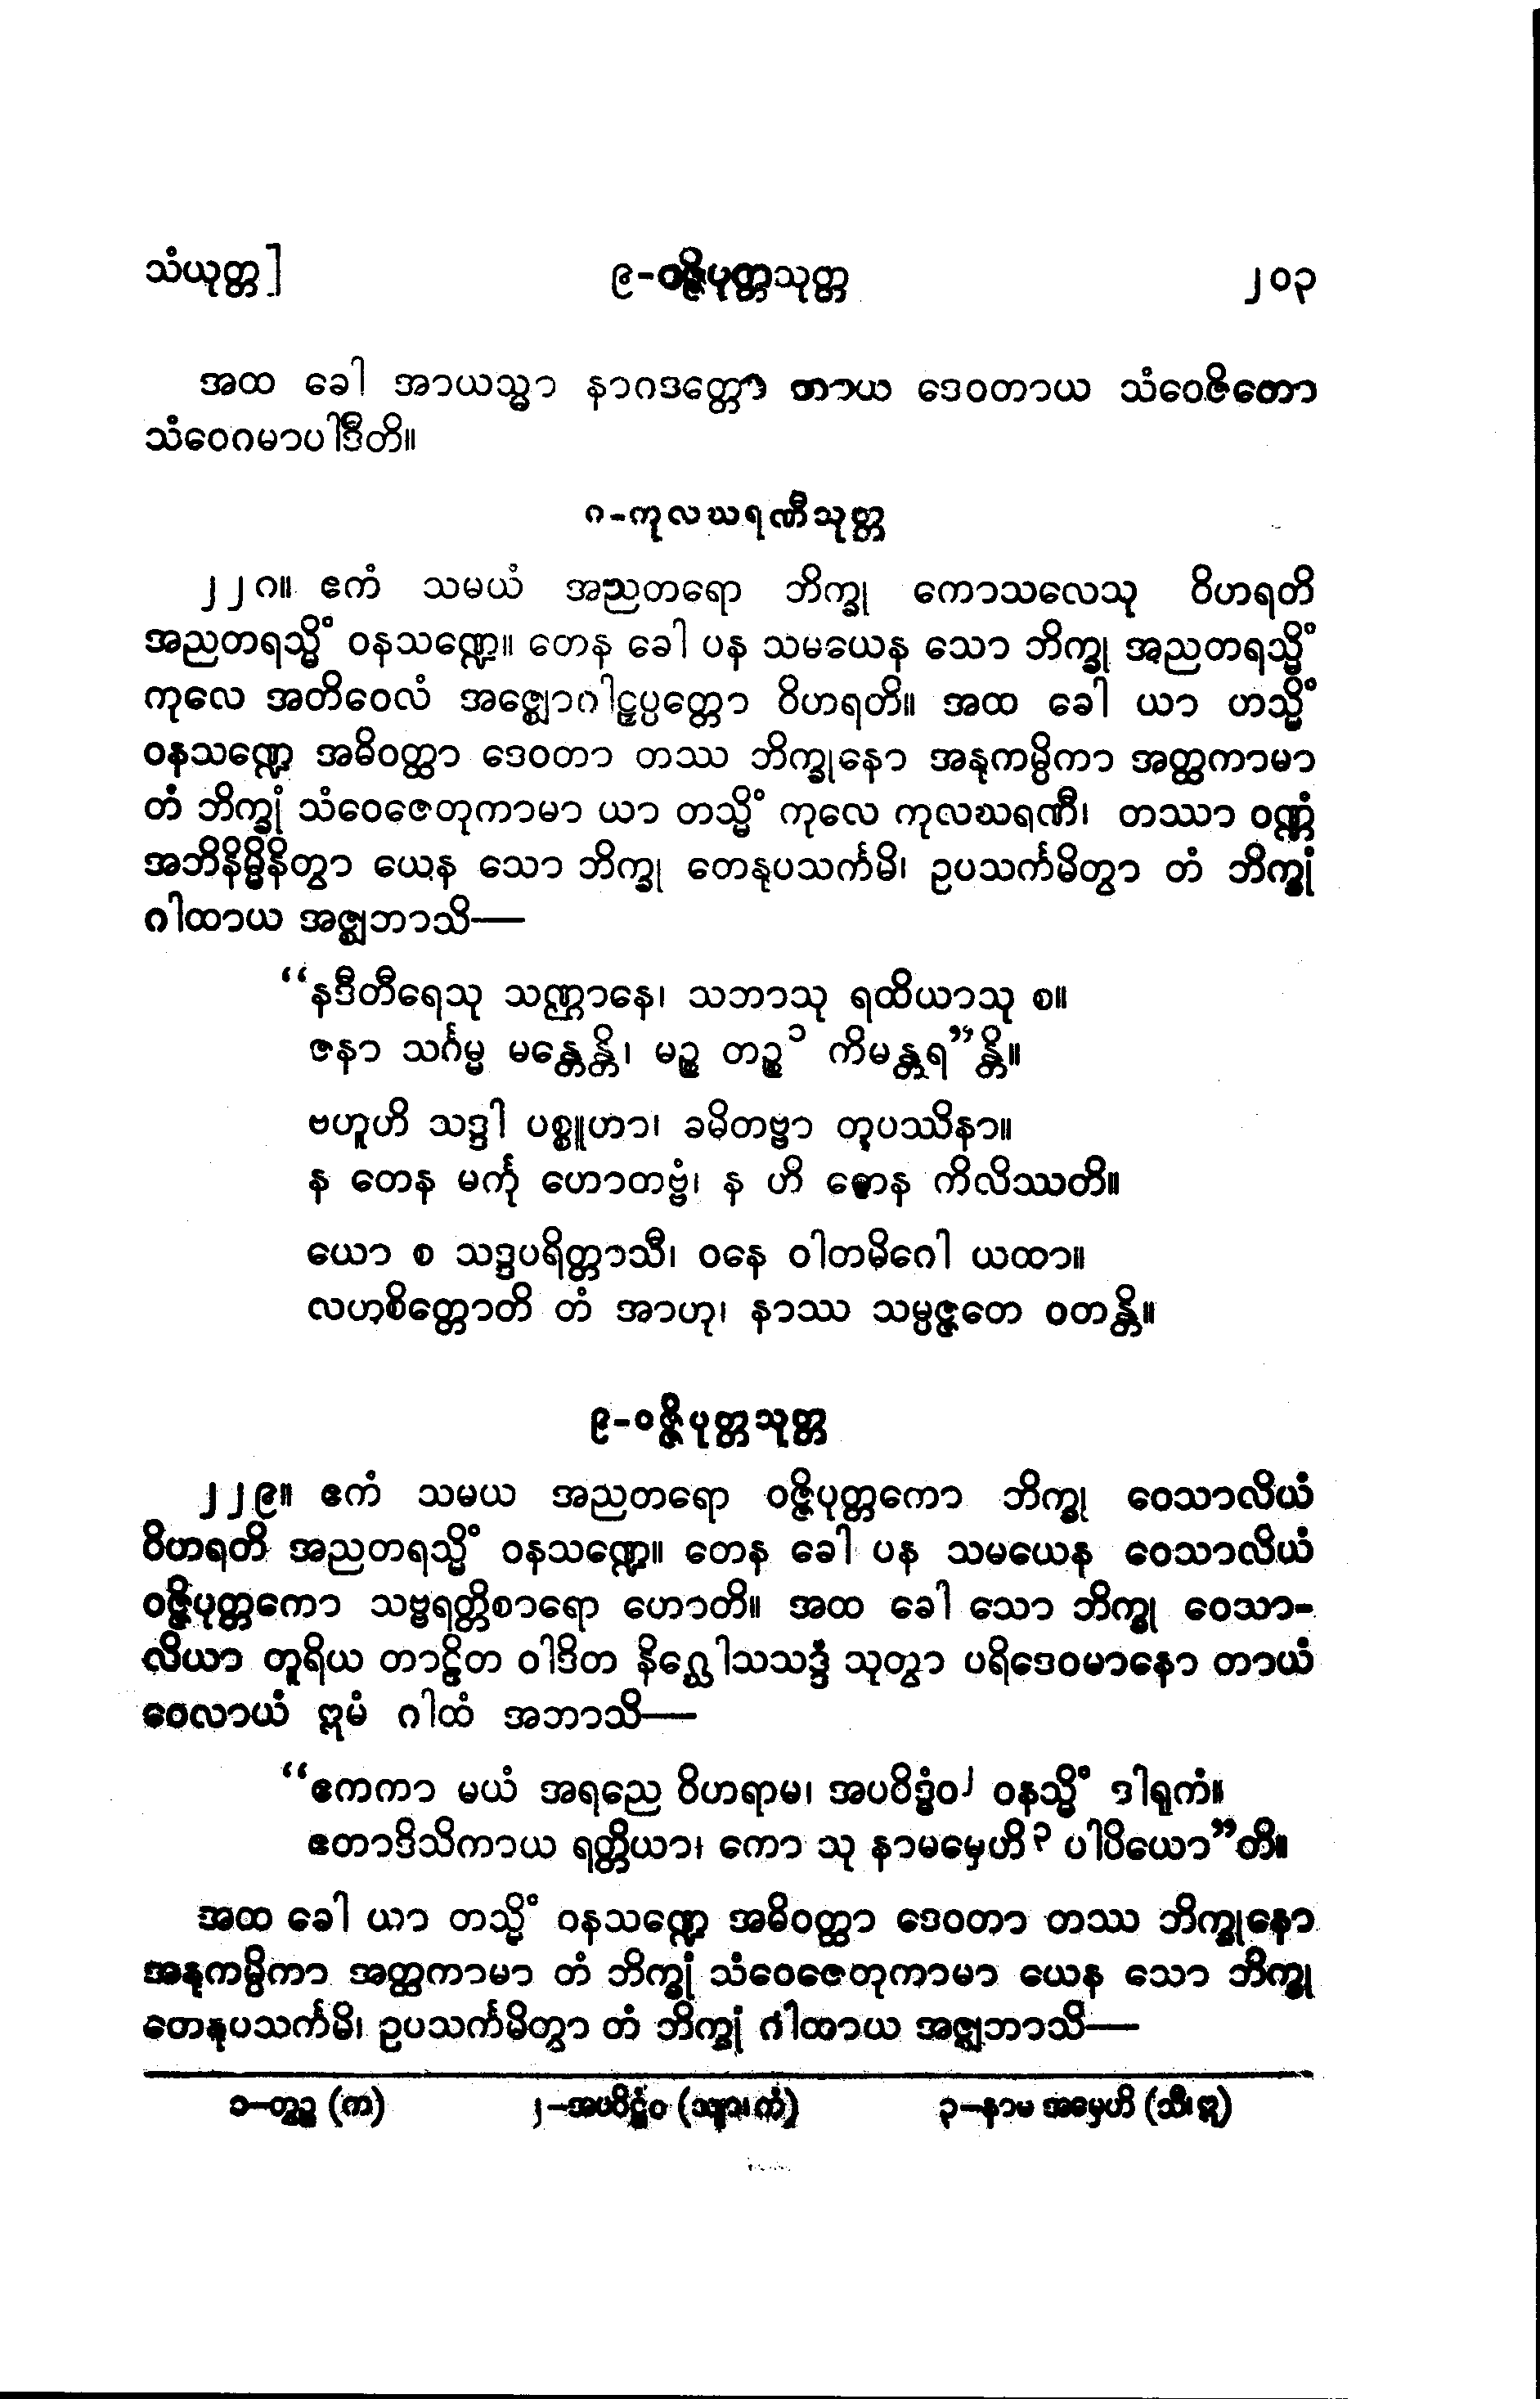 သံယုတ္တ]
၉-ဝဇ္ဇိပုတ္တသုတ္တ
၂၀၃
အထ ခေါ အာယသ္မာ နာဂဒတ္တော တာယ ဒေဝတာယ သံဝေဇိတော
သံဝေဂမာပါဒီတိ။
ဂ-ကုလဃရဏီသုတ္တ
၂၂ဂ။ ဧကံ သမယံ အညတရော ဘိက္ခု ကောသလေသု ဝိဟရတိ
အညတရသ္မိံ ဝနသဏ္ဍေ။ တေန ခေါ ပန သမယေန သော ဘိက္ခု အညတရသ္မိံ
ကုလေ အတိဝေလံ အဇ္ဈောဂါဠှပ္ပတ္တော ဝိဟရတိ။ အထ ခေါ ယာ တသ္မိံ
ဝနသဏ္ဍေ အဓိဝတ္ထာ ဒေဝတာ တဿ ဘိက္ခုနော အနုကမ္ပိကာ အတ္ထကာမာ
တံ ဘိက္ခုံ သံဝေဇေတုကာမာ ယာ တသ္မိံ ကုလေ ကုလဃရဏီ၊ တဿာ ဝဏ္ဏံ
အဘိနိမ္မိနိတွာ ယေန သော ဘိက္ခု တေနုပသင်္ကမိ၊ ဥပသင်္ကမိတွာ တံ ဘိက္ခုံ
ဂါထာယ အဇ္ဈဘာသိ—
“နဒီတီရေသု သဏ္ဌာနေ၊ သဘာသု ရထိယာသု စ။
ဇနာ သင်္ဂမ္မ မန္တေန္တိ၊ မဉ္စ တဉ္စ၁ ကိမန္တရ”န္တိ။
ဗဟူဟိ သဒ္ဒါ ပစ္စူဟာ၊ ခမိတဗ္ဗာ တပဿိနာ။
န တေန မင်္ကု ဟောတဗ္ဗံ၊ န ဟိ တေန ကိလိဿတိ။
ယော စ သဒ္ဒပရိတ္တာသီ၊ ဝနေ ဝါတမိဂေါ ယထာ။
လဟုစိတ္တောတိ တံ အာဟု၊ နာဿ သမ္ပဇ္ဇတေ ဝတန္တိ။
၉-ဝဇ္ဇိပုတ္တသုတ္တ
၂၂၉။ ဧကံ သမယ အညတရော ဝဇ္ဇိပုတ္တကော ဘိက္ခု ဝေသာလိယံ
ဝိဟရတိ အညတရသ္မိံ ဝနသဏ္ဍေ။ တေန ခေါ ပန သမယေန ဝေသာလိယံ
ဝဇ္ဇိပုတ္တကော သဗ္ဗရတ္တိစာရော ဟောတိ။ အထ ခေါ သော ဘိက္ခု ဝေသာ-
လိယာ တူရိယ တာဠိတ ဝါဒိတ နိဂ္ဃေါသသဒ္ဒံ သုတွာ ပရိဒေဝမာနော တာယံ
ဝေလာယံ ဣမံ ဂါထံ အဘာသိ—
“ဧကကာ မယံ အရညေ ဝိဟရာမ၊ အပဝိဒ္ဓံဝ၂ ဝနသ္မိံ ဒါရုကံ။
ဧတာဒိသိကာယ ရတ္တိယာ၊ ကော သု နာမမှေဟိ၃ ပါပိယော”တိ။
အထ ခေါ ယာ တသ္မိံ ဝနသဏ္ဍေ အဓိဝတ္ထာ ဒေဝတာ တဿ ဘိက္ခုနော
အနုကမ္ပိကာ အတ္ထကာမာ တံ ဘိက္ခုံ သံဝေဇေတုကာမာ ယေန သော ဘိက္ခု
တေနုပသင်္ကမိ၊ ဥပသင်္ကမိတွာ တံ ဘိက္ခုံ ဂါထာယ အဇ္ဈဘာသိ—
၁-တွဉ္စ (က)
၂-အပဝိဋ္ဌံဝ (သျာ၊ ကံ)
၃-နာမ အမှေဟိ (သီ၊ ဣ)